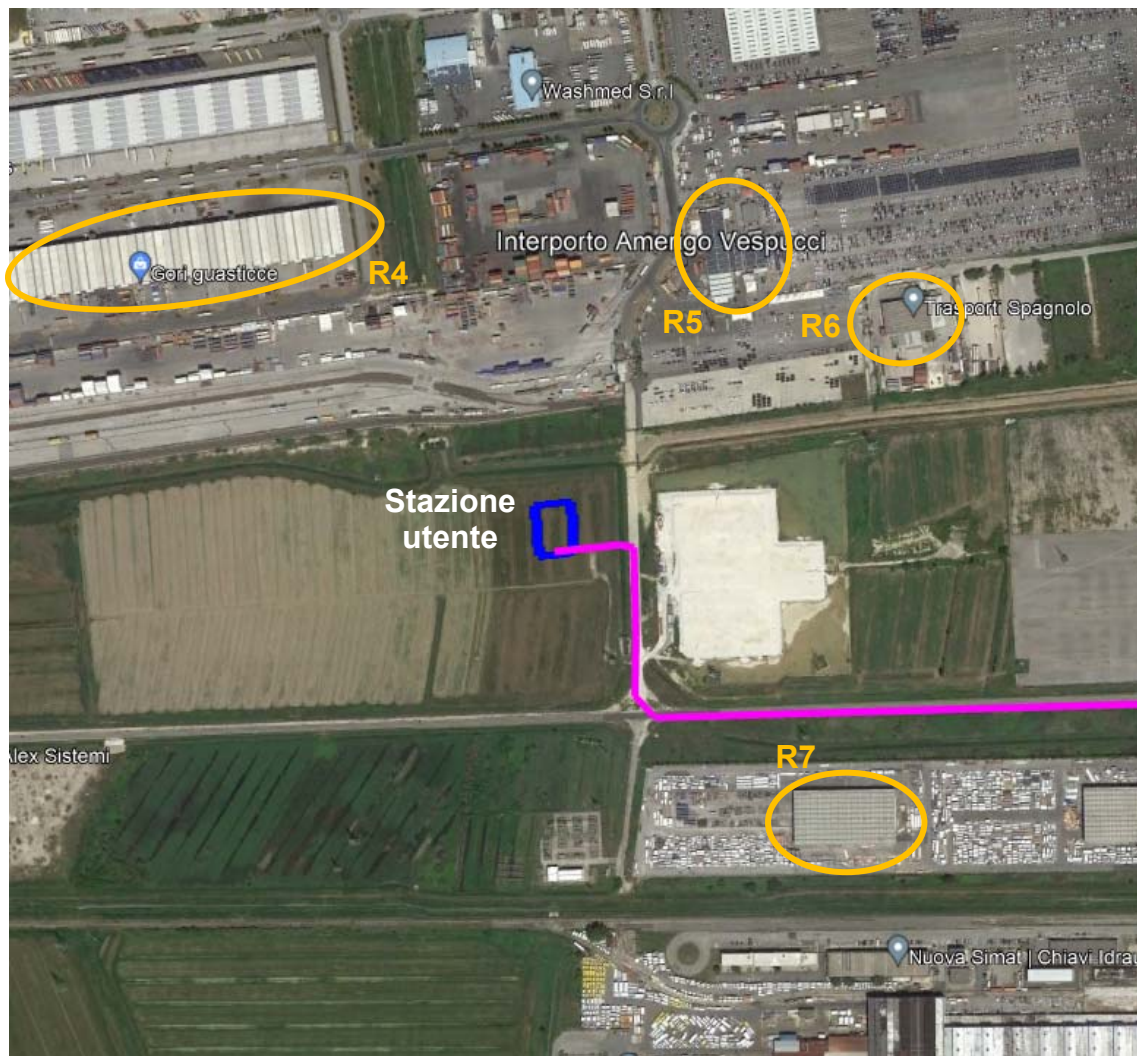 Washmed S.r.l
Interporto Amerigo Vespucci
Gori guasticce
R4
R5
R6
Trasporti Spagnolo
Stazione
utente
Alex Sistemi
R7
Nuova Simat | Chiavi Idrau